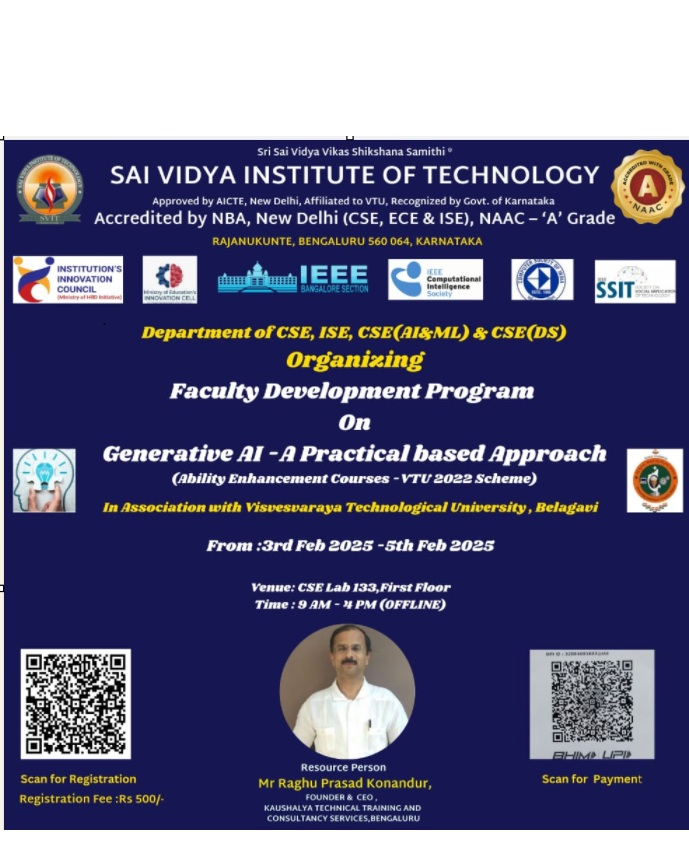 Sri Sai Vidya Vikas Shikshana Samithi ®
SAI VIDYA INSTITUTE OF TECHNOLOGY
Approved by AICTE, New Delhi, Affiliated to VTU, Recognized by Govt. of Karnataka
Accredited by NBA, New Delhi (CSE, ECE & ISE), NAAC – ‘A’ Grade
RAJANUKUNTE, BENGALURU 560 064, KARNATAKA
SVIT
ACCREDITED WITH GRADE
A
NAAC
INSTITUTION'S
INNOVATION
COUNCIL
(Ministry of HRD Initiative)
Ministry of Education's
INNOVATION CELL
IEEE
BANGALORE SECTION
IEEE
Computational
Intelligence
Society
SSIT
Department of CSE, ISE, CSE(AI&ML) & CSE(DS)
Organizing
Faculty Development Program
On
Generative AI -A Practical based Approach
(Ability Enhancement Courses -VTU 2022 Scheme)
In Association with Visvesvaraya Technological University, Belagavi
From :3rd Feb 2025 -5th Feb 2025
Venue: CSE Lab 133,First Floor
Time : 9 AM - 4 PM (OFFLINE)
BHIM UPI
Scan for Registration
Registration Fee :Rs 500/-
Resource Person
Mr Raghu Prasad Konandur,
FOUNDER & CEO ,
KAUSHALYA TECHNICAL TRAINING AND
CONSULTANCY SERVICES,BENGALURU
Scan for Payment